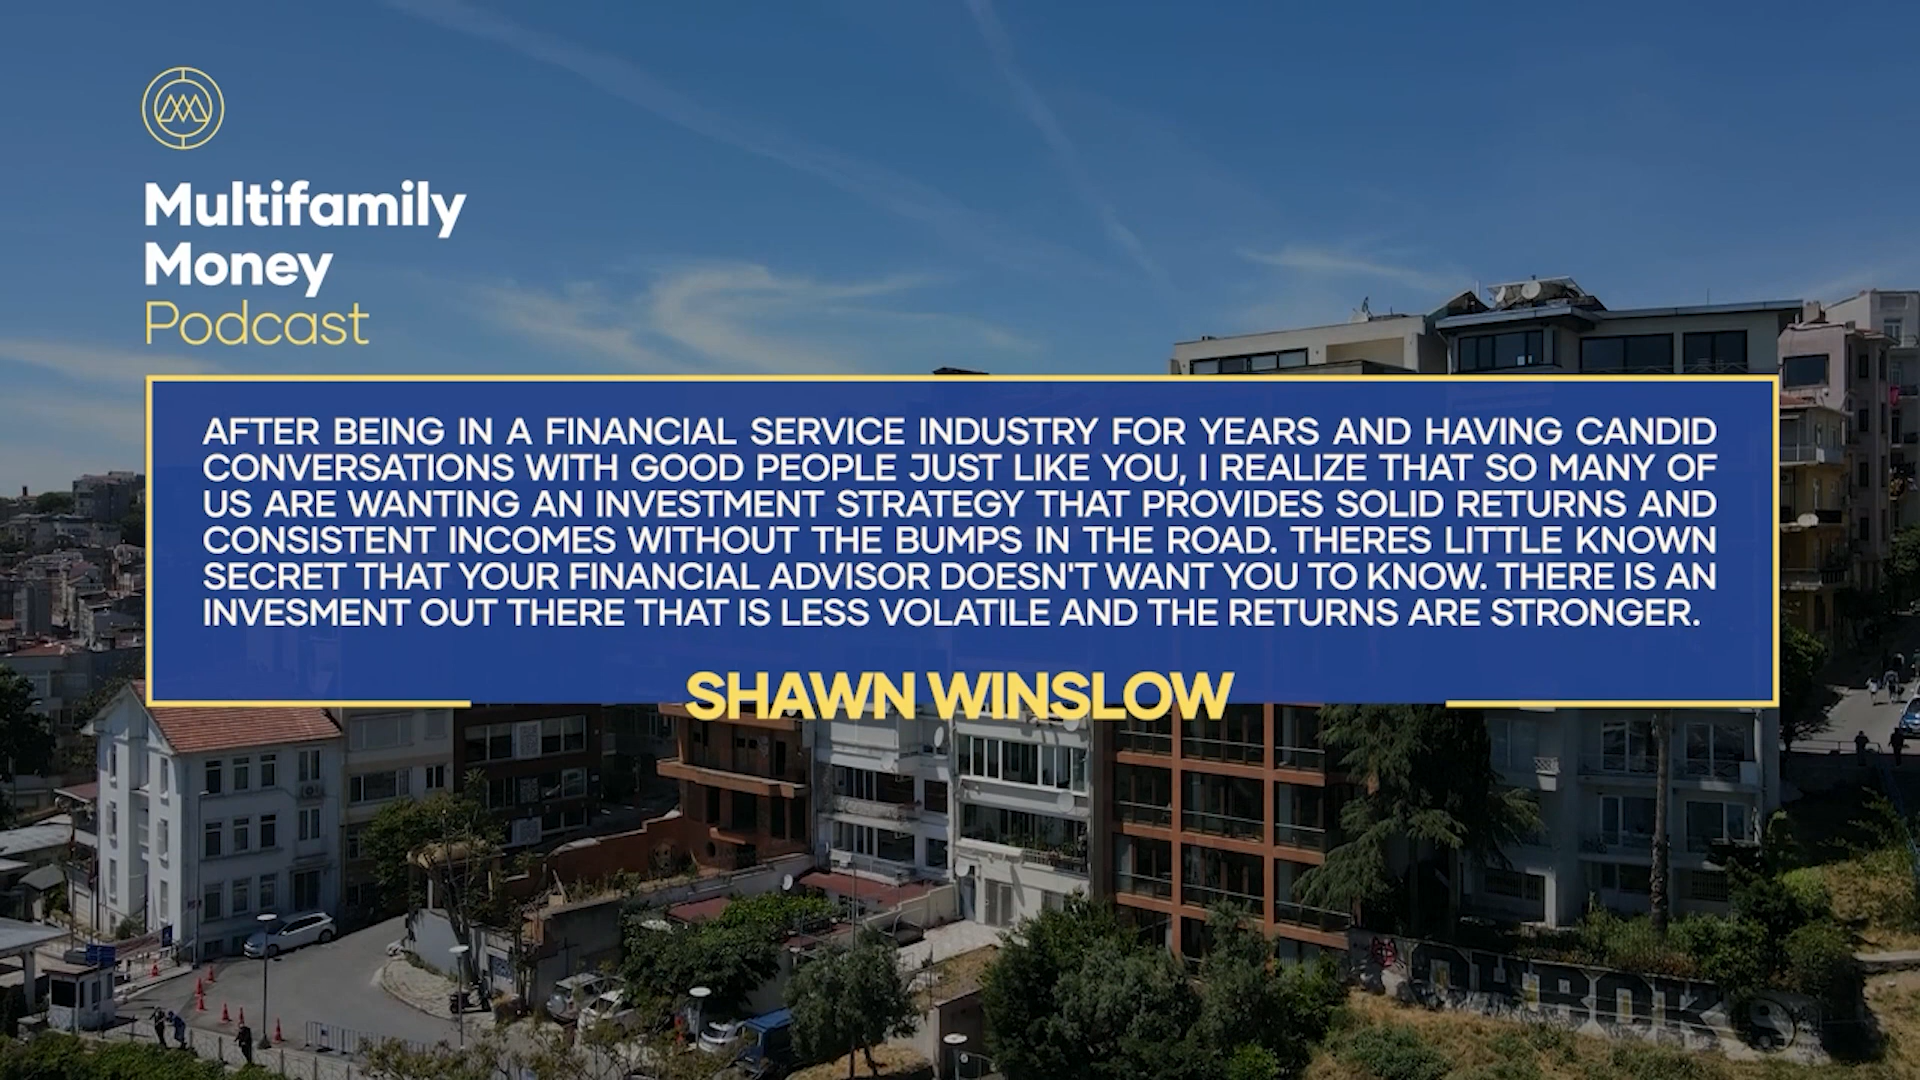 Multifamily
Money
Podcast
AFTER BEING IN A FINANCIAL SERVICE INDUSTRY FOR YEARS AND HAVING CANDID
CONVERSATIONS WITH GOOD PEOPLE JUST LIKE YOU, I REALIZE THAT SO MANY OF
US ARE WANTING AN INVESTMENT STRATEGY THAT PROVIDES SOLID RETURNS AND
CONSISTENT INCOMES WITHOUT THE BUMPS IN THE ROAD. THERES LITTLE KNOWN
SECRET THAT YOUR FINANCIAL ADVISOR DOESN'T WANT YOU TO KNOW. THERE IS AN
INVESMENT OUT THERE THAT IS LESS VOLATILE AND THE RETURNS ARE STRONGER.
SHAWN WINSLOW